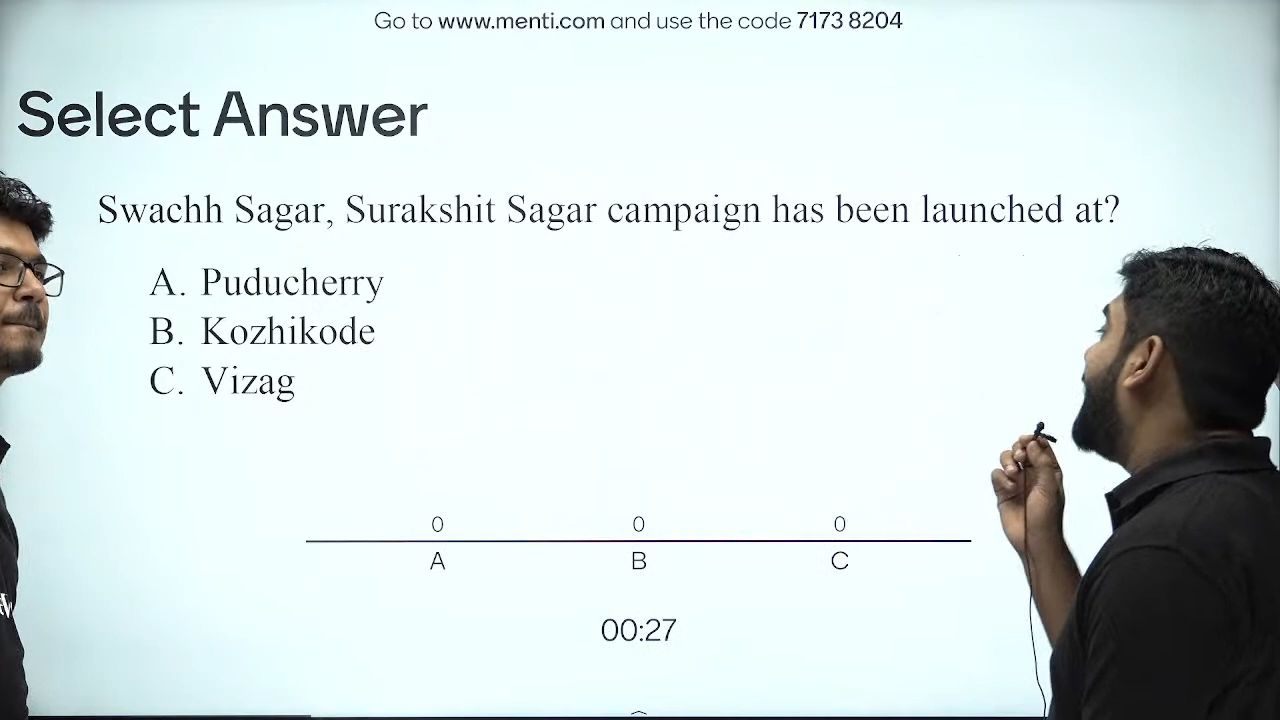 Go to www.menti.com and use the code 7173 8204
Select Answer
Swachh Sagar, Surakshit Sagar campaign has been launched at?
A. Puducherry
B. Kozhikode
C. Vizag
0 0 0
A B C
00:27